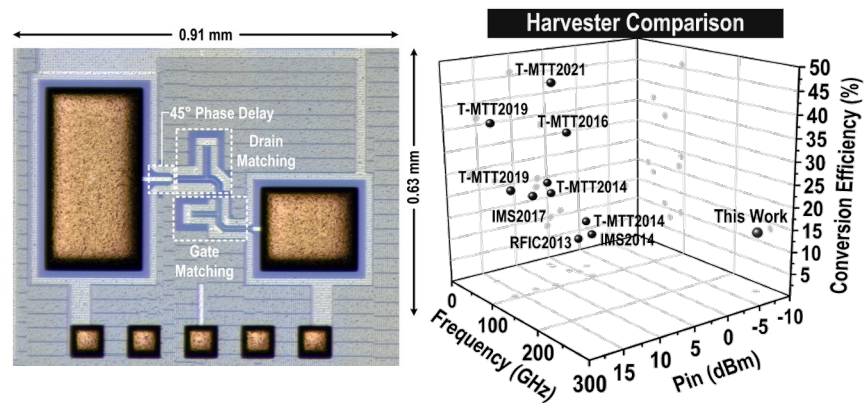 0.91 mm
45° Phase Delay
Drain
Matching
Gate
Matching
0.63 mm
Harvester Comparison
T-MTT2021
T-MTT2019
T-MTT2016
T-MTT2019
T-MTT2014
IMS2017
T-MTT2014
RFIC2013
IMS2014
This Work
50
45
40
35
30
25
20
15
10
5
Conversion Efficiency (%)
0
100
200
300
Frequency (GHz)
15
10
5
0
-5
-10
Pin (dBm)